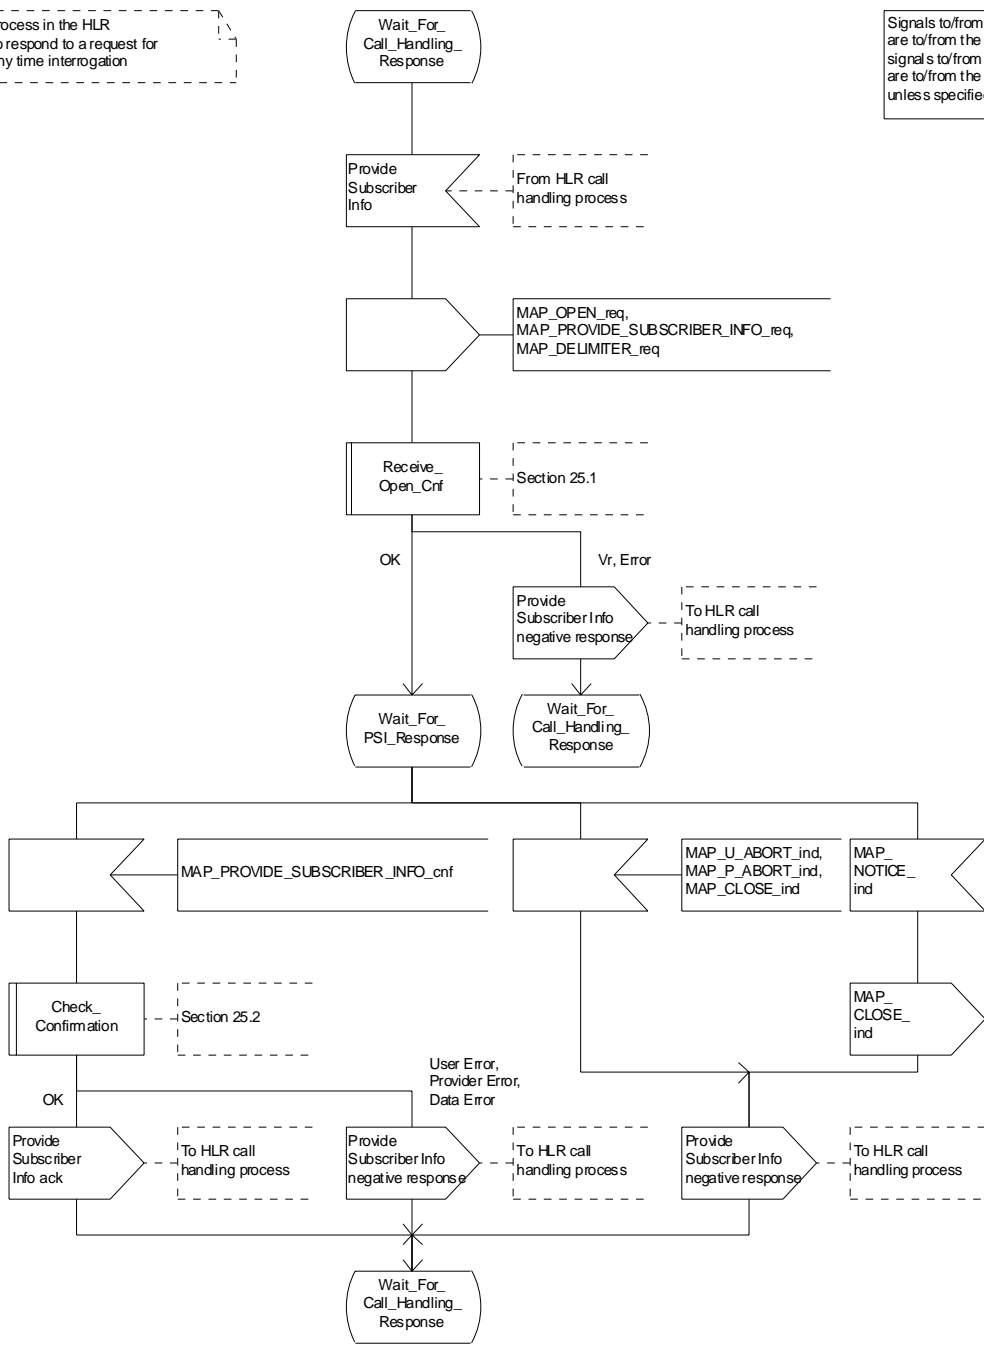 rocess in the HLR
o respond to a request for
ny time interrogation
Wait_For_
Call_Handling_
Response
Signals to/from
are to/from the
signals to/from
are to/from the
unless specifie
Provide
Subscriber
Info
From HLR call
handling process
MAP_OPEN_req,
MAP_PROVIDE_SUBSCRIBER_INFO_req,
MAP_DELIMITER_req
Receive_
Open_Cnf
Section 25.1
OK
Vr, Error
Provide
Subscriber Info
negative response
To HLR call
handling process
Wait_For_
PSI_Response
Wait_For_
Call_Handling_
Response
MAP_PROVIDE_SUBSCRIBER_INFO_cnf
MAP_U_ABORT_ind,
MAP_P_ABORT_ind,
MAP_CLOSE_ind
MAP_
NOTICE_
ind
Check_
Confirmation
Section 25.2
MAP_
CLOSE_
ind
OK
User Error,
Provider Error,
Data Error
Provide
Subscriber
Info ack
To HLR call
handling process
Provide
Subscriber Info
negative response
To HLR call
handling process
Provide
Subscriber Info
negative response
To HLR call
handling process
Wait_For_
Call_Handling_
Response